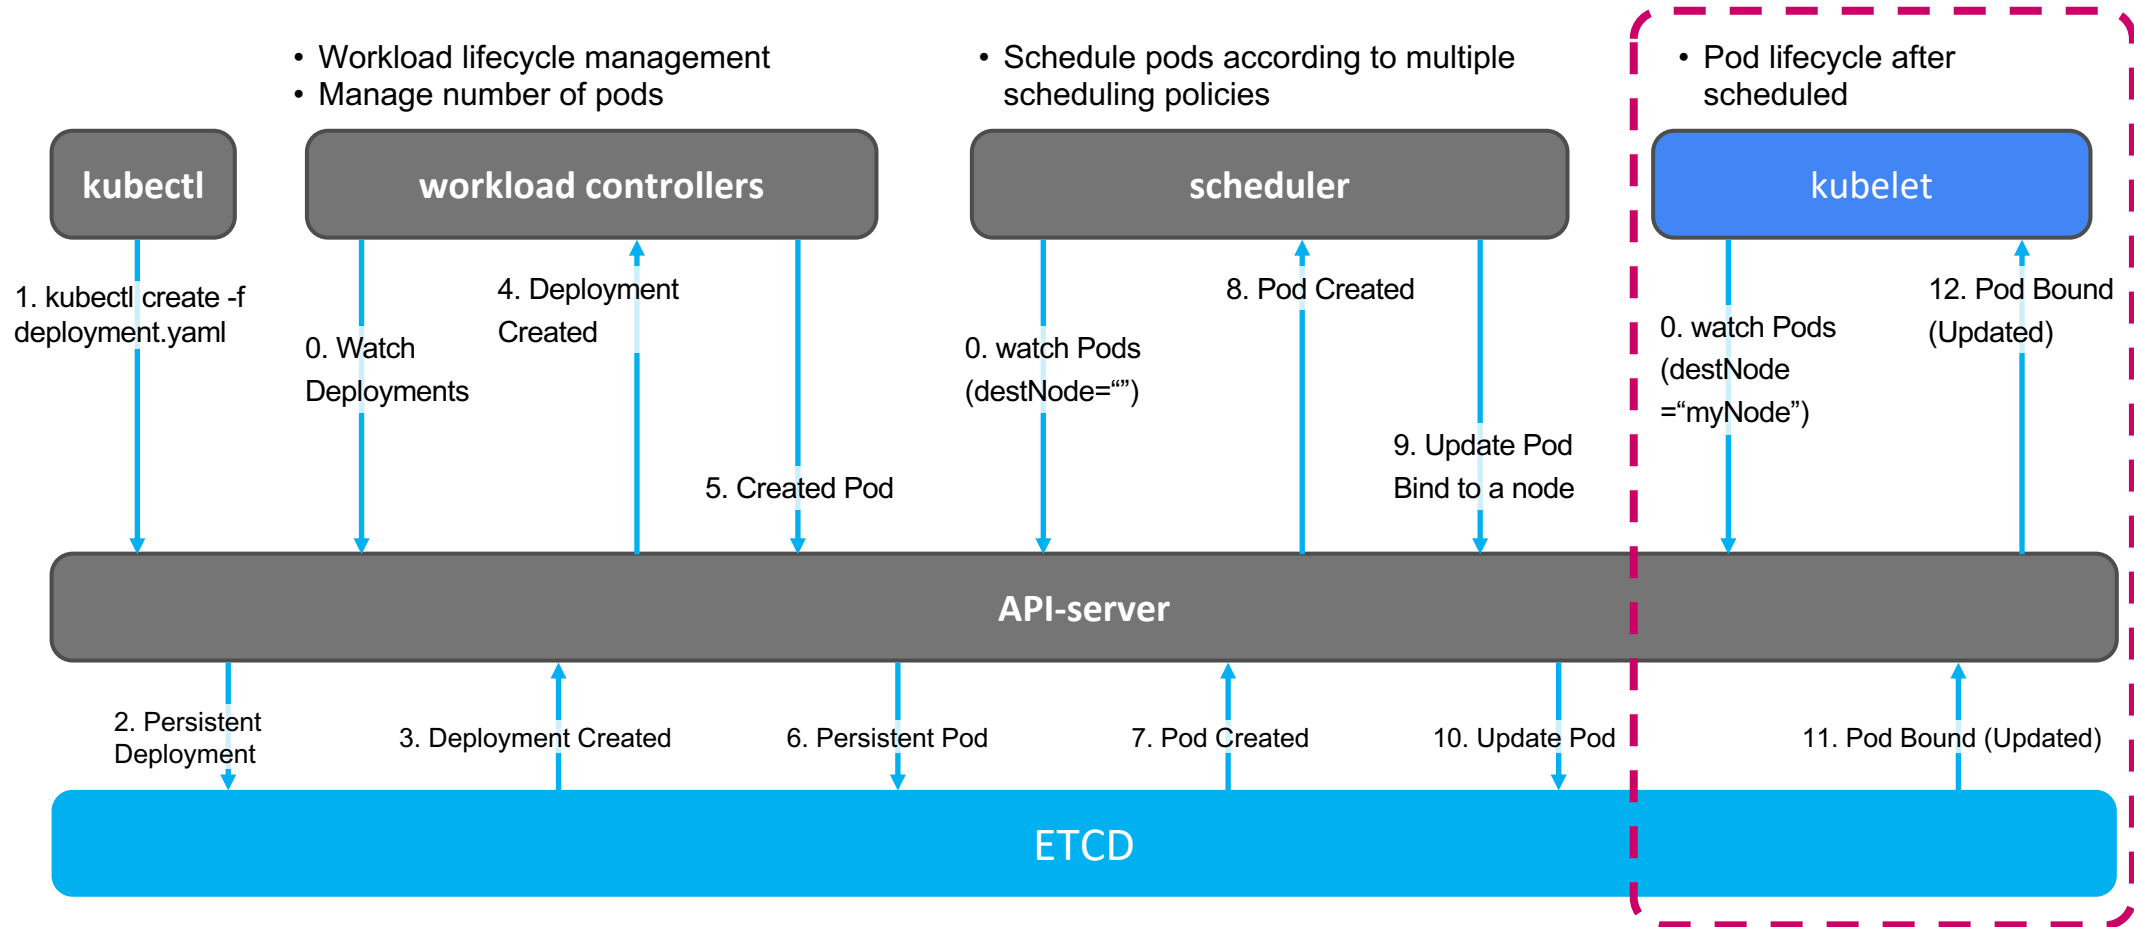 • Workload lifecycle management
• Manage number of pods
• Schedule pods according to multiple
scheduling policies
• Pod lifecycle after
scheduled
kubectl
workload controllers
scheduler
kubelet
1. kubectl create -f
deployment.yaml
0. Watch
Deployments
4. Deployment
Created
5. Created Pod
0. watch Pods
(destNode=“”)
8. Pod Created
9. Update Pod
Bind to a node
0. watch Pods
(destNode
=“myNode”)
12. Pod Bound
(Updated)
API-server
2. Persistent
Deployment
3. Deployment Created
6. Persistent Pod
7. Pod Created
10. Update Pod
11. Pod Bound (Updated)
ETCD